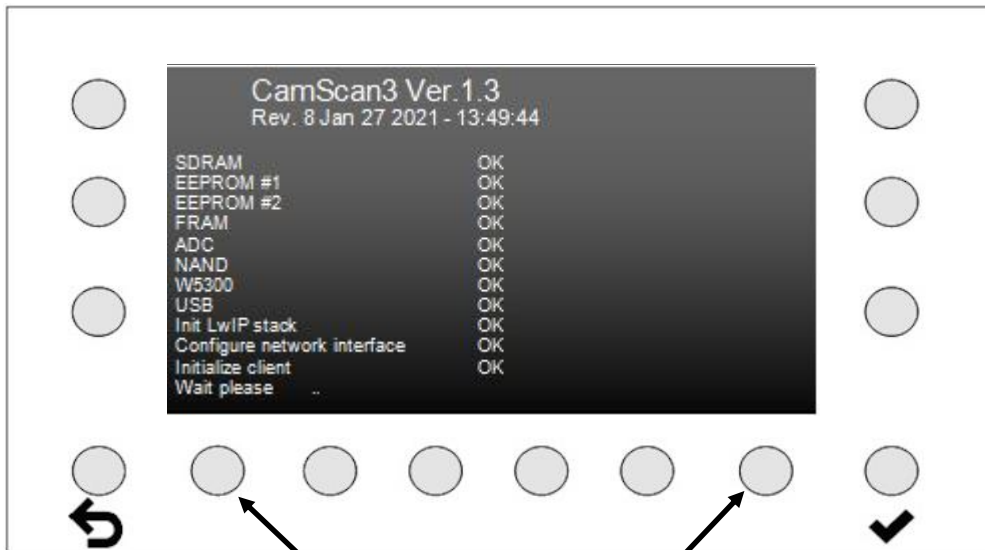 CamScan3 Ver.1.3
Rev. 8 Jan 27 2021 - 13:49:44
SDRAM OK
EEPROM #1 OK
EEPROM #2 OK
FRAM OK
ADC OK
NAND OK
W5300 OK
USB OK
Init LwIP stack OK
Configure network interface OK
Initialize client OK
Wait please ..